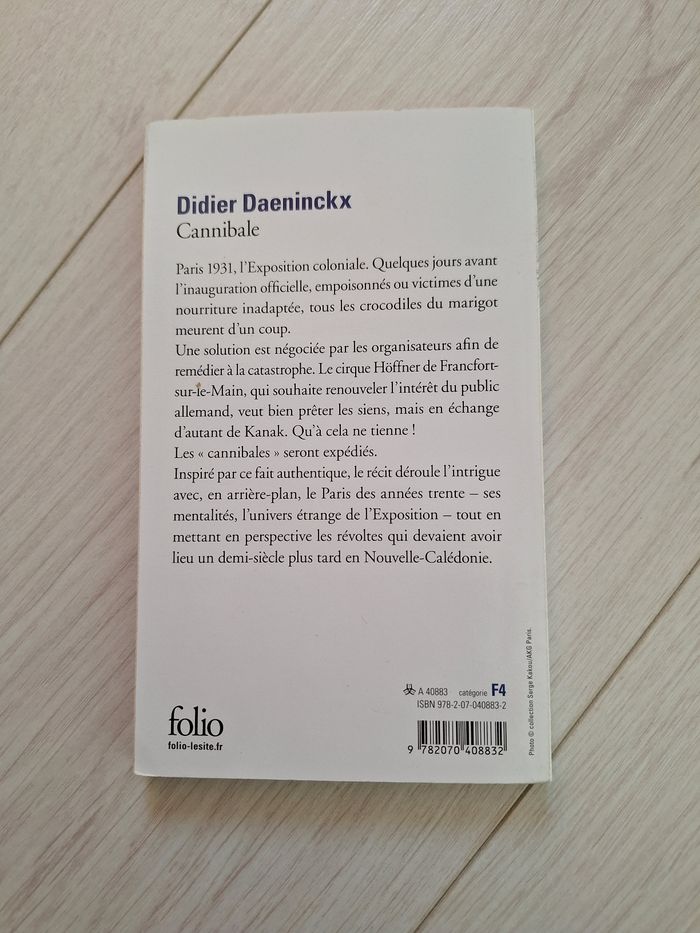 Didier Daeninckx
Cannibale
Paris 1931, l'Exposition coloniale. Quelques jours avant
l'inauguration officielle, empoisonnés ou victimes d'une
nourriture inadaptée, tous les crocodiles du marigot
meurent d'un coup.
Une solution est négociée par les organisateurs afin de
remédier à la catastrophe. Le cirque Höffner de Francfort-
sur-le-Main, qui souhaite renouveler l'intérêt du public
allemand, veut bien prêter les siens, mais en échange
d'autant de Kanak. Qu'à cela ne tienne !
Les « cannibales » seront expédiés.
Inspiré par ce fait authentique, le récit déroule l'intrigue
avec, en arrière-plan, le Paris des années trente – ses
mentalités, l'univers étrange de l'Exposition – tout en
mettant en perspective les révoltes qui devaient avoir
lieu un demi-siècle plus tard en Nouvelle-Calédonie.
A 40883 catégorie F4
ISBN 978-2-07-040883-2
folio
folio-lesite.fr
9 782070 408832
Photo © collection Serge Kakou/AKG Paris.